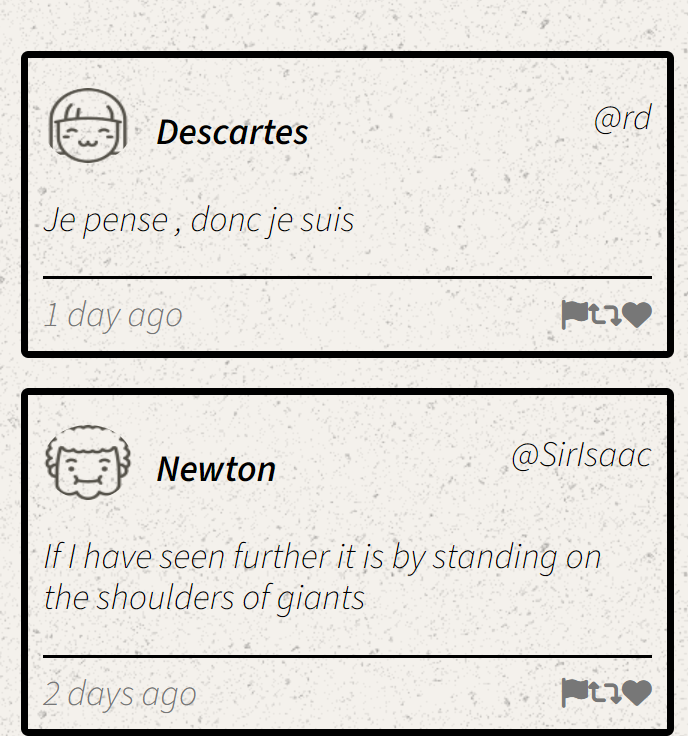 Descartes
@rd
Je pense , donc je suis
1 day ago
Newton
@SirIsaac
If I have seen further it is by standing on
the shoulders of giants
2 days ago